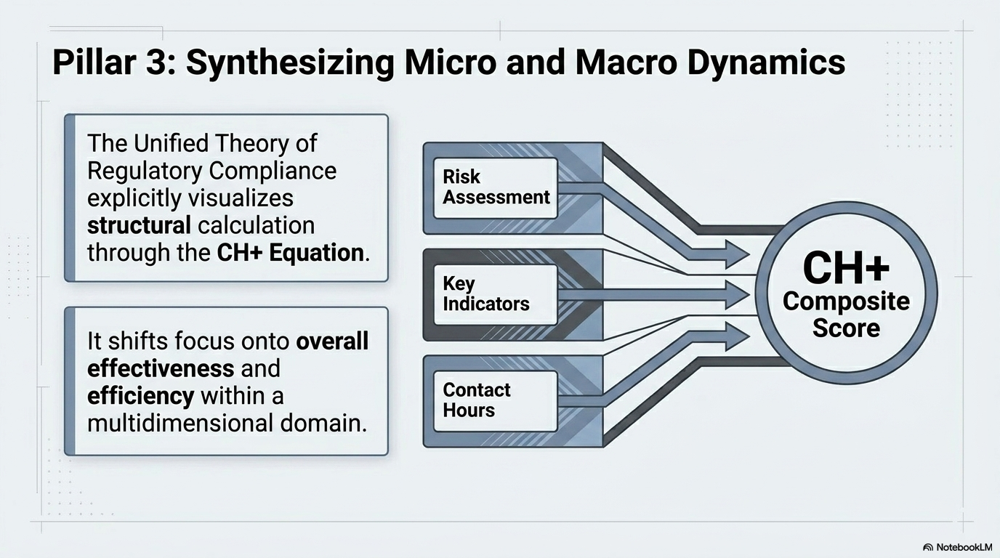 Pillar 3: Synthesizing Micro and Macro Dynamics
The Unified Theory of
Regulatory Compliance
explicitly visualizes
structural calculation
through the CH+ Equation.
It shifts focus onto overall
effectiveness and
efficiency within a
multidimensional domain.
Risk
Assessment
Key
Indicators
Contact
Hours
CH+
Composite
Score
NotebookLM